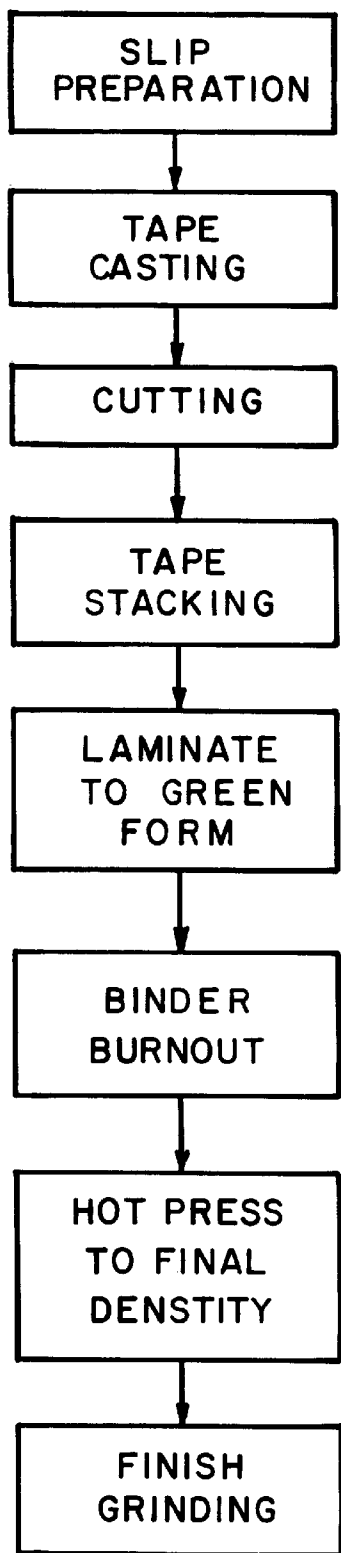 SLIP
PREPARATION
TAPE
CASTING
CUTTING
TAPE
STACKING
LAMINATE
TO GREEN
FORM
BINDER
BURNOUT
HOT PRESS
TO FINAL
DENSTITY
FINISH
GRINDING